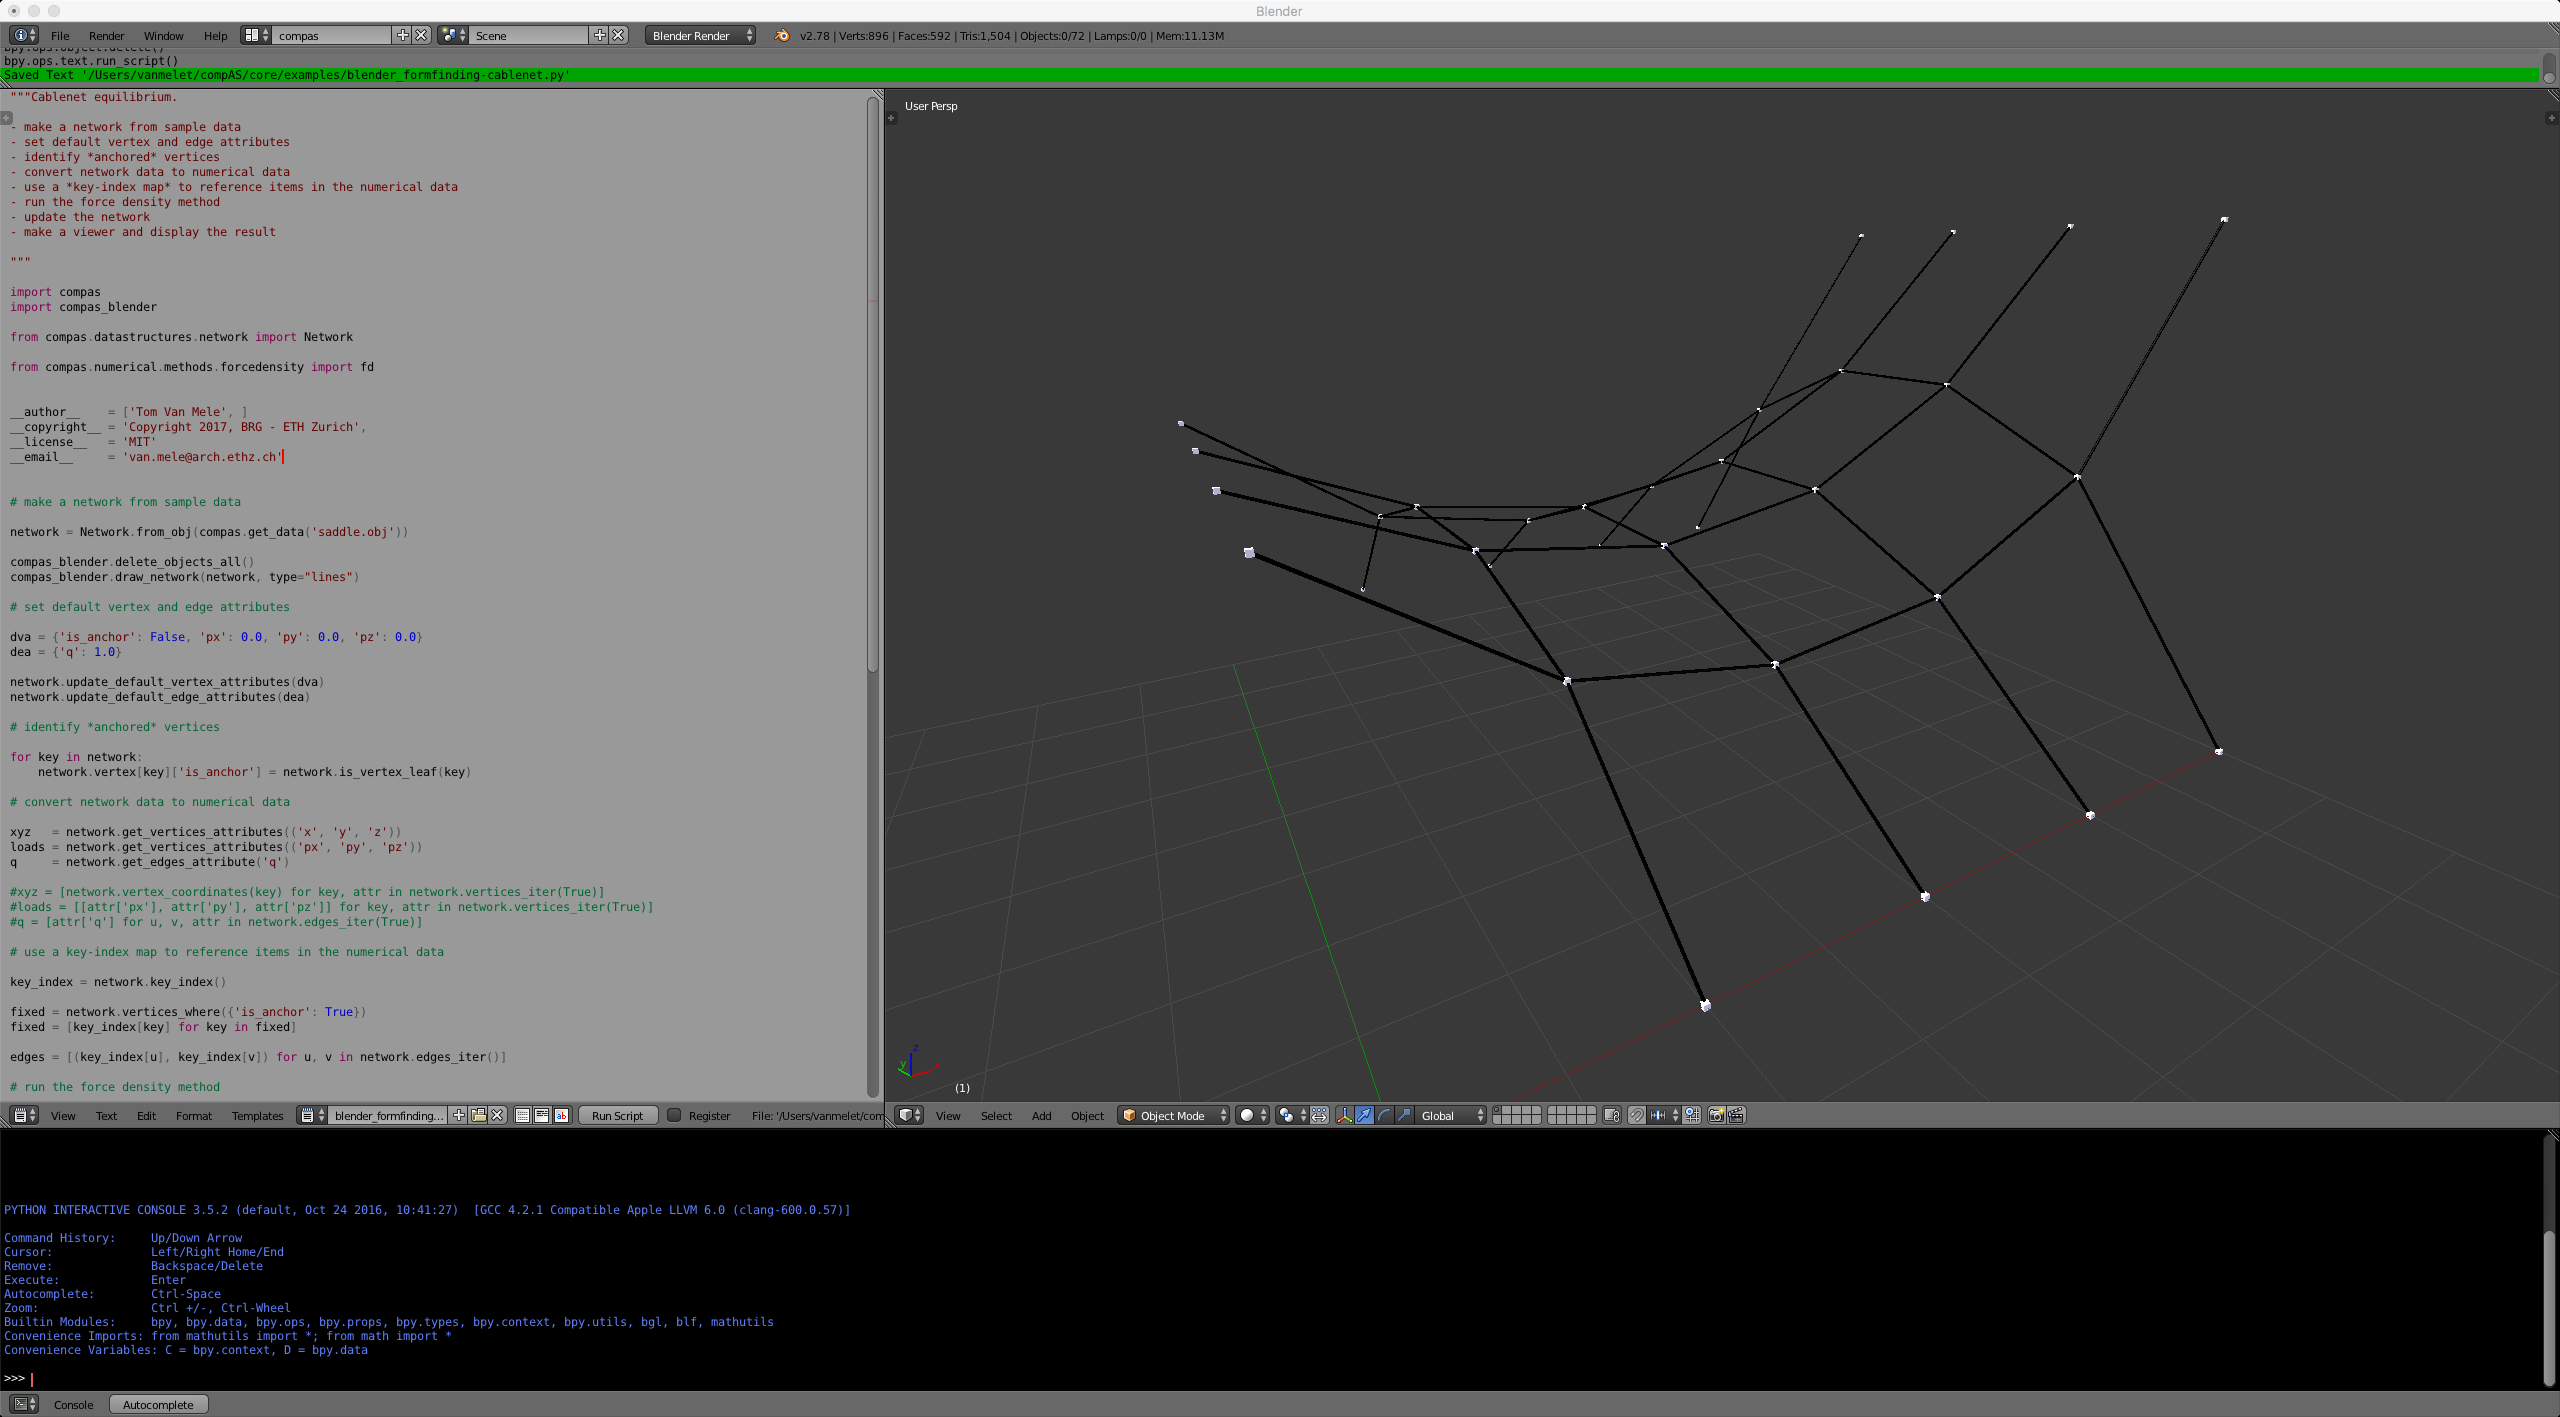 Blender
File Render Window Help compas Scene Blender Render v2.78 | Verts:896 | Faces:592 | Tris:1,504 | Objects:0/72 | Lamps:0/0 | Mem:11.13M
bpy.ops.object.delete()
bpy.ops.text.run_script()
Saved Text '/Users/vanmelet/compAS/core/examples/blender_formfinding-cablenet.py'
"""Cablenet equilibrium.
- make a network from sample data
- set default vertex and edge attributes
- identify *anchored* vertices
- convert network data to numerical data
- use a *key-index map* to reference items in the numerical data
- run the force density method
- update the network
- make a viewer and display the result
"""
import compas
import compas_blender
from compas.datastructures.network import Network
from compas.numerical.methods.forcedensity import fd
__author__    = ['Tom Van Mele', ]
__copyright__ = 'Copyright 2017, BRG - ETH Zurich',
__license__   = 'MIT'
__email__     = 'van.mele@arch.ethz.ch'
# make a network from sample data
network = Network.from_obj(compas.get_data('saddle.obj'))
compas_blender.delete_objects_all()
compas_blender.draw_network(network, type="lines")
# set default vertex and edge attributes
dva = {'is_anchor': False, 'px': 0.0, 'py': 0.0, 'pz': 0.0}
dea = {'q': 1.0}
network.update_default_vertex_attributes(dva)
network.update_default_edge_attributes(dea)
# identify *anchored* vertices
for key in network:
    network.vertex[key]['is_anchor'] = network.is_vertex_leaf(key)
# convert network data to numerical data
xyz   = network.get_vertices_attributes(('x', 'y', 'z'))
loads = network.get_vertices_attributes(('px', 'py', 'pz'))
q     = network.get_edges_attribute('q')
#xyz = [network.vertex_coordinates(key) for key, attr in network.vertices_iter(True)]
#loads = [[attr['px'], attr['py'], attr['pz']] for key, attr in network.vertices_iter(True)]
#q = [attr['q'] for u, v, attr in network.edges_iter(True)]
# use a key-index map to reference items in the numerical data
key_index = network.key_index()
fixed = network.vertices_where({'is_anchor': True})
fixed = [key_index[key] for key in fixed]
edges = [(key_index[u], key_index[v]) for u, v in network.edges_iter()]
# run the force density method
View Text Edit Format Templates blender_formfinding... Run Script Register File: '/Users/vanmelet/com
User Persp
z
y
x
(1)
View Select Add Object Object Mode Global
PYTHON INTERACTIVE CONSOLE 3.5.2 (default, Oct 24 2016, 10:41:27)  [GCC 4.2.1 Compatible Apple LLVM 6.0 (clang-600.0.57)]
Command History:     Up/Down Arrow
Cursor:              Left/Right Home/End
Remove:              Backspace/Delete
Execute:             Enter
Autocomplete:        Ctrl-Space
Zoom:                Ctrl +/-, Ctrl-Wheel
Builtin Modules:     bpy, bpy.data, bpy.ops, bpy.props, bpy.types, bpy.context, bpy.utils, bgl, blf, mathutils
Convenience Imports: from mathutils import *; from math import *
Convenience Variables: C = bpy.context, D = bpy.data
>>>
Console Autocomplete